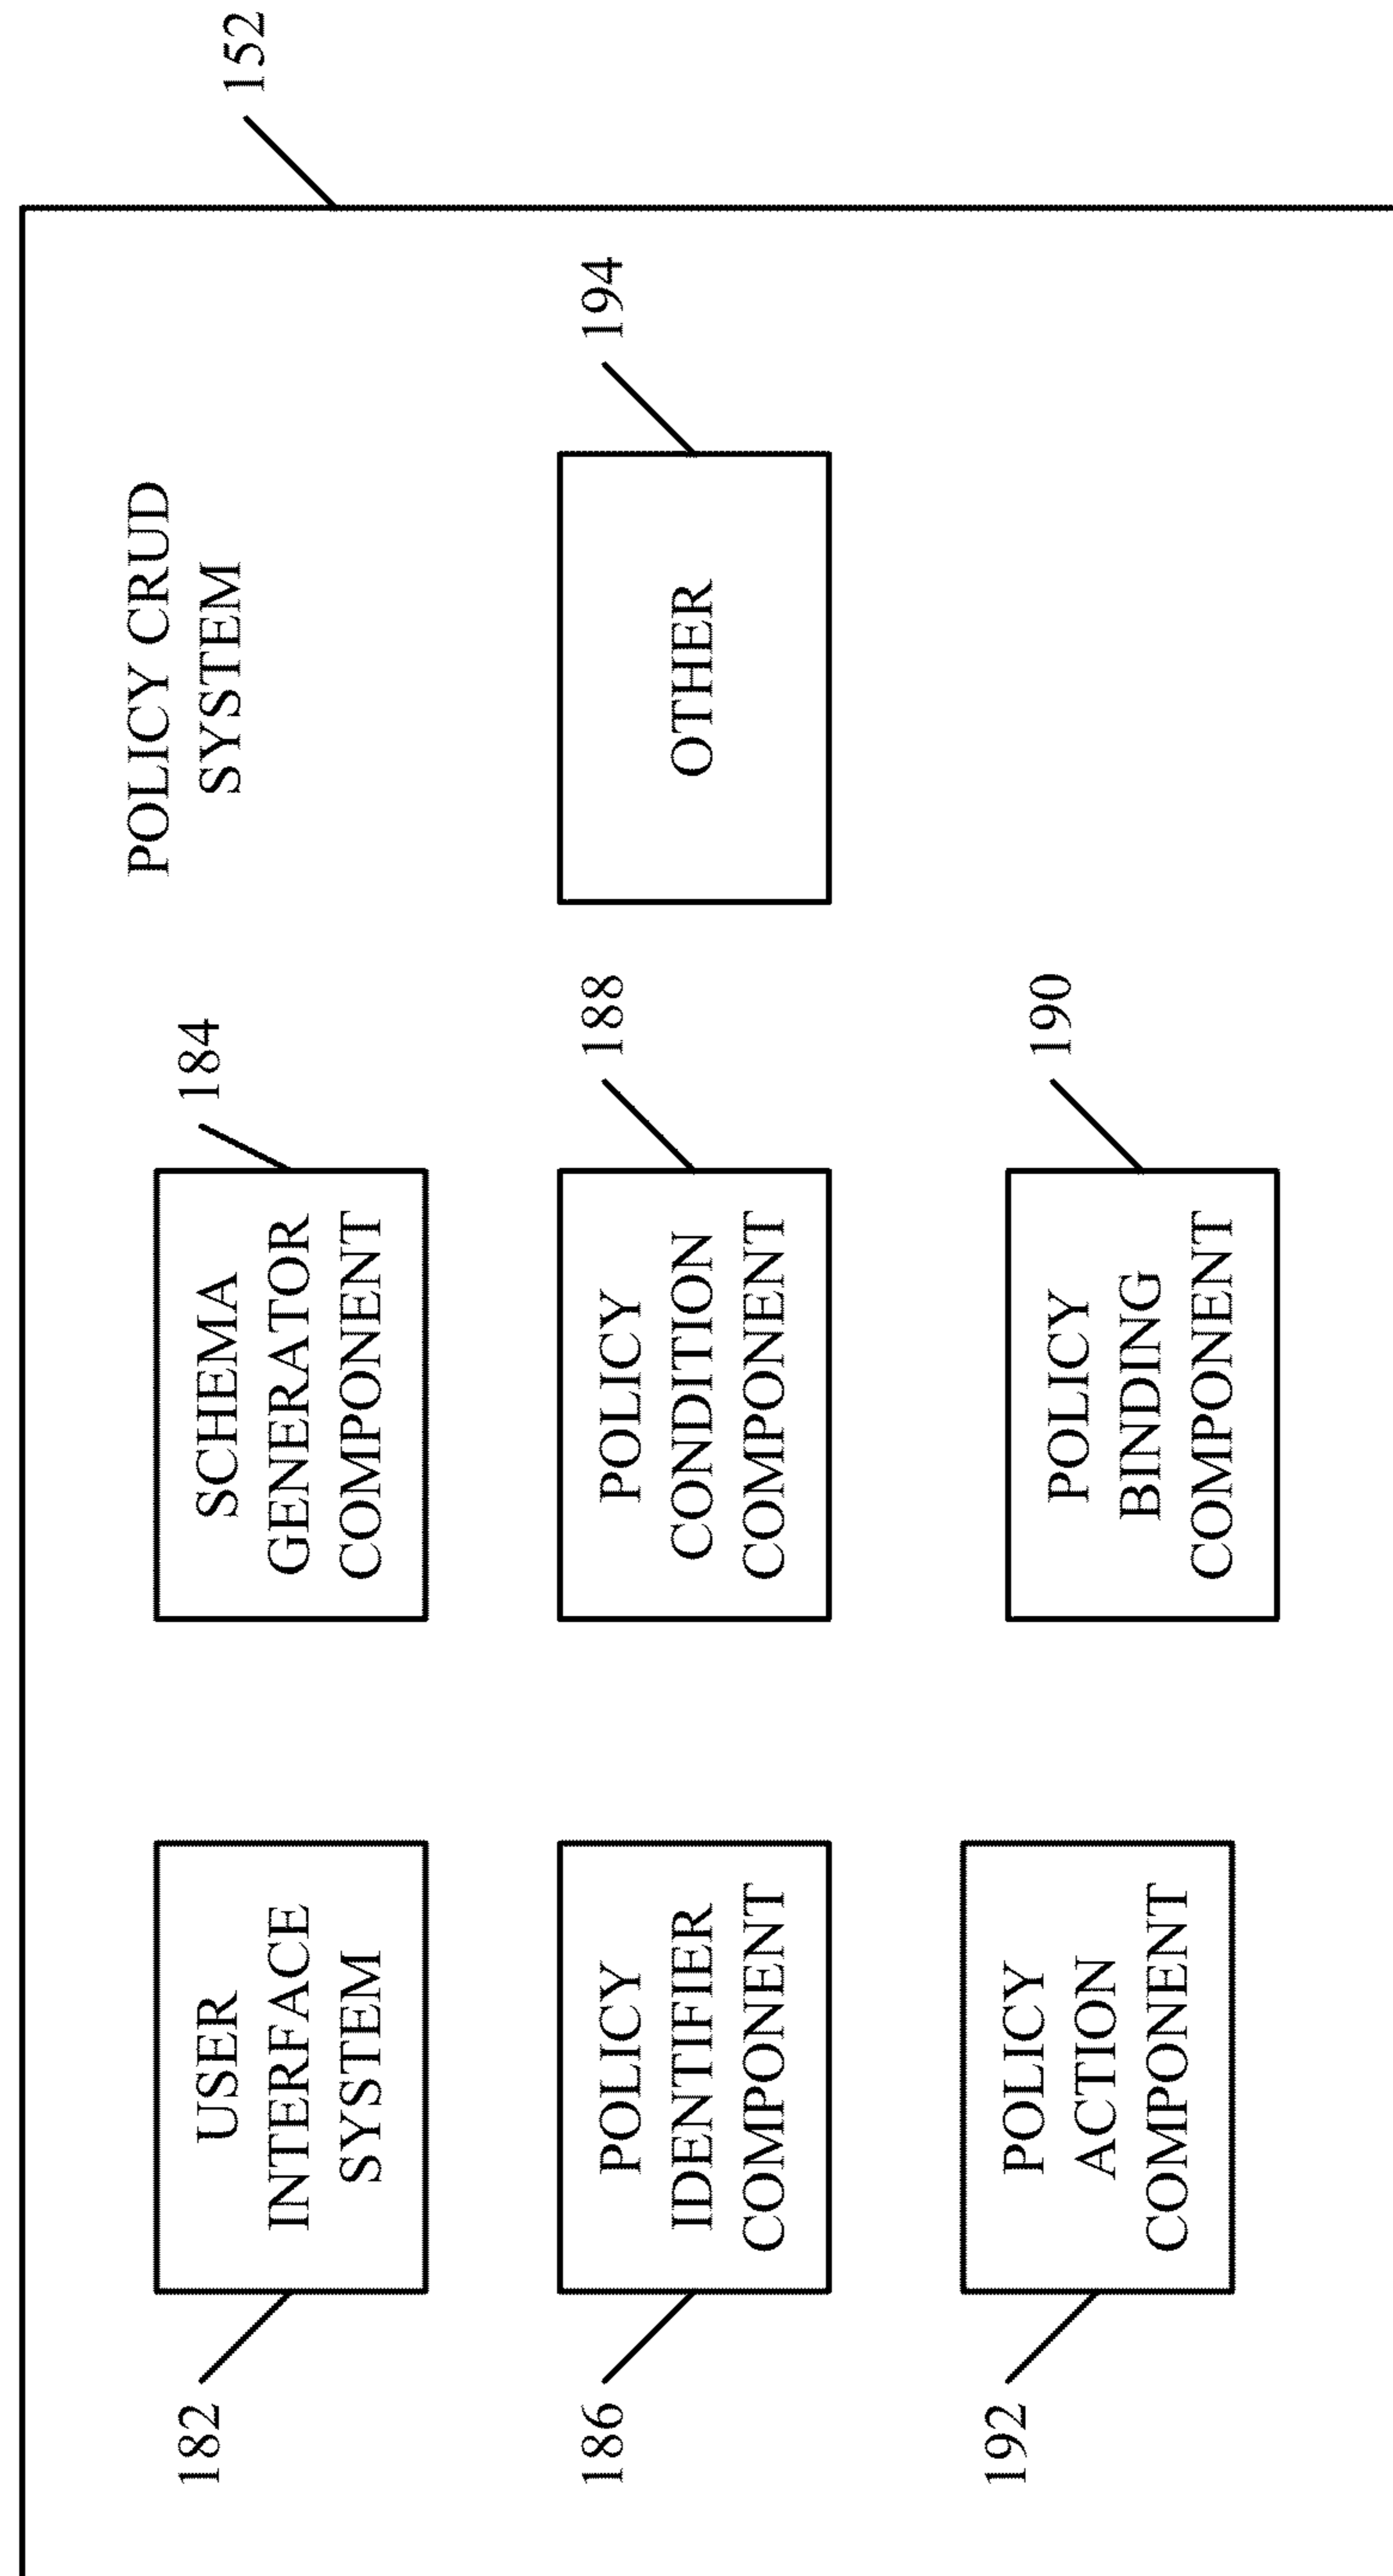 152
POLICY CRUD
SYSTEM
182
USER
INTERFACE
SYSTEM
184
SCHEMA
GENERATOR
COMPONENT
186
POLICY
IDENTIFIER
COMPONENT
188
POLICY
CONDITION
COMPONENT
194
OTHER
192
POLICY
ACTION
COMPONENT
190
POLICY
BINDING
COMPONENT